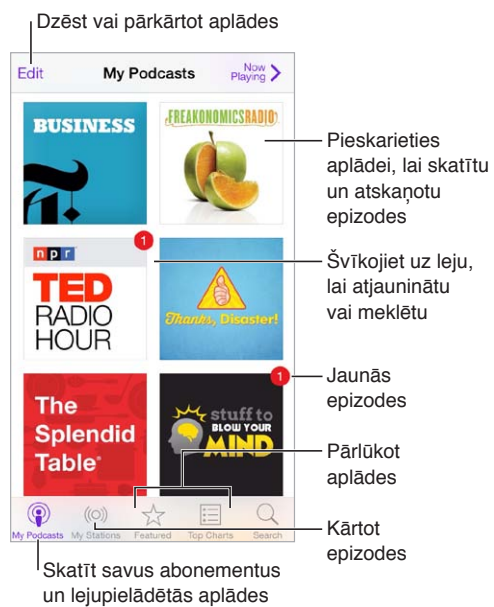 Dzēst vai pārkārtot aplādes
Edit
My Podcasts
Now
Playing
BUSINESS
FREAKONOMICS RADIO
Pieskarieties
aplādei, lai skatītu
un atskaņotu
epizodes
npr
1
TED
RADIO
HOUR
Thanks, Disaster!
Švīkojiet uz leju,
lai atjauninātu
vai meklētu
The
Splendid
Table®
1
stuff to
BLOW YOUR
MIND
Jaunās
epizodes
Pārlūkot
aplādes
My Podcasts
My Stations
Featured
Top Charts
Search
Kārtot
epizodes
Skatīt savus abonementus
un lejupielādētās aplādes